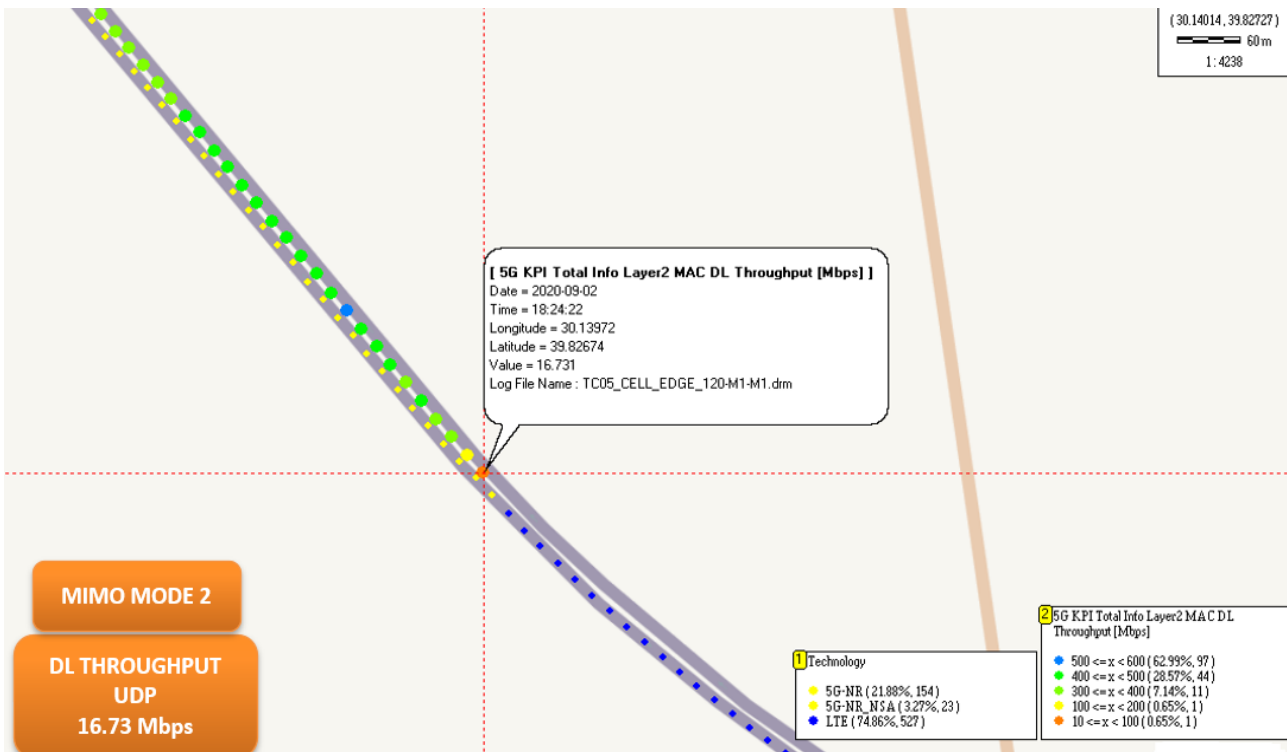 (30.14014, 39.82727)
60 m
1 : 4238
[ 5G KPI Total Info Layer2 MAC DL Throughput [Mbps] ]
Date = 2020-09-02
Time = 18:24:22
Longitude = 30.13972
Latitude = 39.82674
Value = 16.731
Log File Name : TC05_CELL_EDGE_120-M1-M1.drm
MIMO MODE 2
DL THROUGHPUT
UDP
16.73 Mbps
1 Technology
5G-NR (21.88%, 154)
5G-NR_NSA (3.27%, 23)
LTE (74.86%, 527)
2 5G KPI Total Info Layer2 MAC DL
Throughput [Mbps]
500 <=x < 600 (62.99%, 97)
400 <=x < 500 (28.57%, 44)
300 <=x < 400 (7.14%, 11)
100 <=x < 200 (0.65%, 1)
10 <=x < 100 (0.65%, 1)